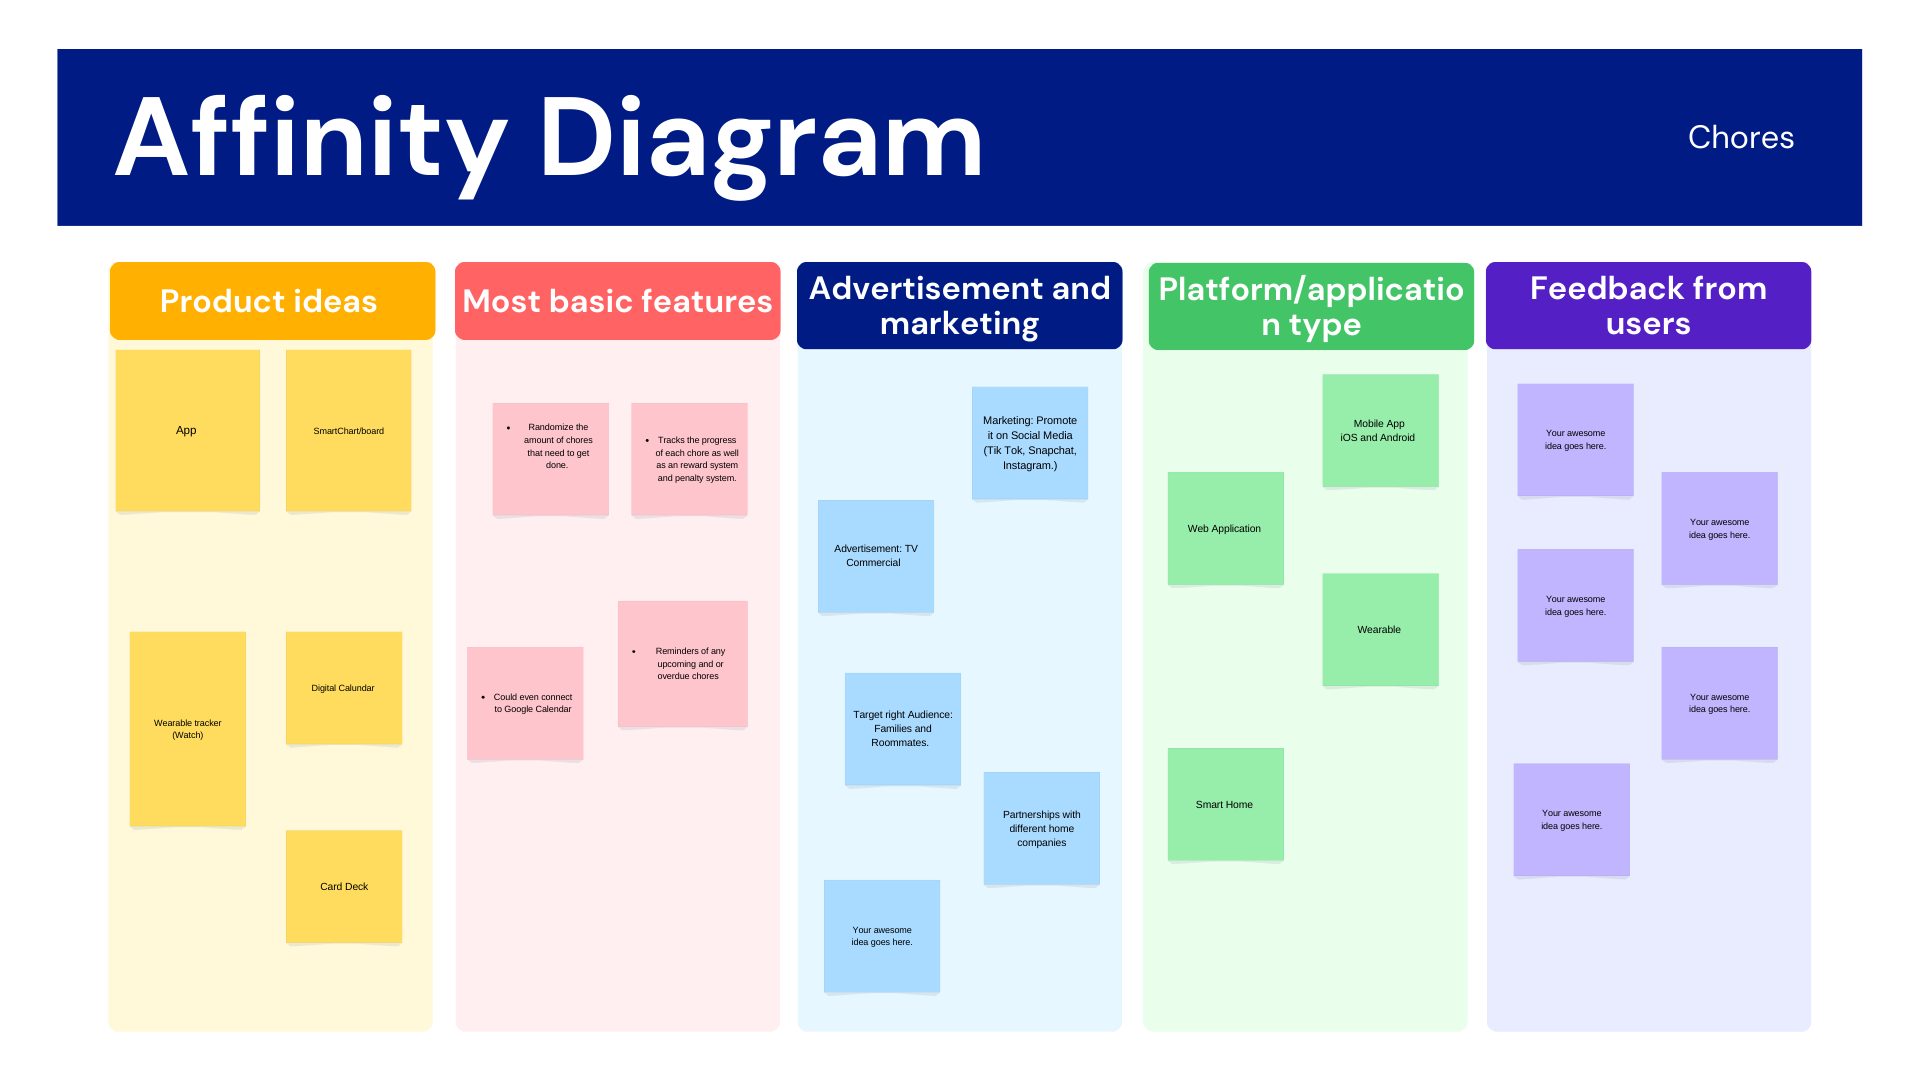 Affinity Diagram
Chores
Product ideas
App
SmartChart/board
Wearable tracker
(Watch)
Digital Calundar
Card Deck
Most basic features
• Randomize the
amount of chores
that need to get
done.
• Tracks the progress
of each chore as well
as an reward system
and penalty system.
• Could even connect
to Google Calendar
• Reminders of any
upcoming and or
overdue chores
Advertisement and
marketing
Marketing: Promote
it on Social Media
(Tik Tok, Snapchat,
Instagram.)
Advertisement: TV
Commercial
Target right Audience:
Families and
Roommates.
Partnerships with
different home
companies
Your awesome
idea goes here.
Platform/applicatio
n type
Mobile App
iOS and Android
Web Application
Wearable
Smart Home
Feedback from
users
Your awesome
idea goes here.
Your awesome
idea goes here.
Your awesome
idea goes here.
Your awesome
idea goes here.
Your awesome
idea goes here.